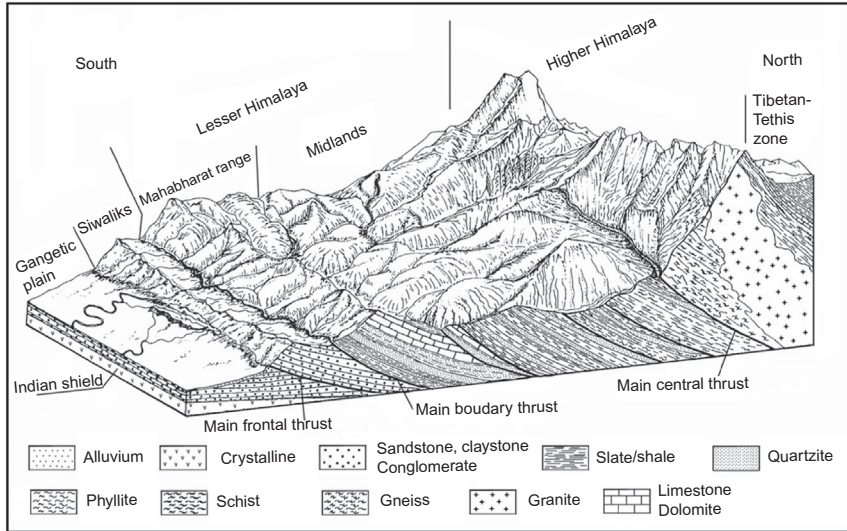 South
North
Higher Himalaya
Tibetan-
Tethis
zone
Lesser Himalaya
Midlands
Mahabharat range
Siwaliks
Gangetic
plain
Indian shield
Main frontal thrust
Main boudary thrust
Main central thrust
Alluvium
Crystalline
Sandstone, claystone
Conglomerate
Slate/shale
Quartzite
Phyllite
Schist
Gneiss
Granite
Limestone
Dolomite